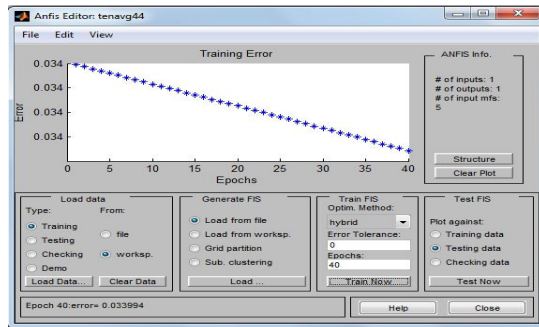 Anfis Editor: tenavg44
File Edit View
Training Error
0.034
0.034
0.034
0.034
Error
0 5 10 15 20 25 30 35 40
Epochs
ANFIS Info.
# of inputs: 1
# of outputs: 1
# of input mfs:
5
Structure
Clear Plot
Load data
Type: From:
Training
Testing
Checking
Demo
file
worksp.
Load Data... Clear Data
Generate FIS
Load from file
Load from worksp.
Grid partition
Sub. clustering
Load ...
Train FIS
Optim. Method:
hybrid
Error Tolerance:
0
Epochs:
40
Train Now
Test FIS
Plot against:
Training data
Testing data
Checking data
Test Now
Epoch 40:error= 0.033994
Help Close